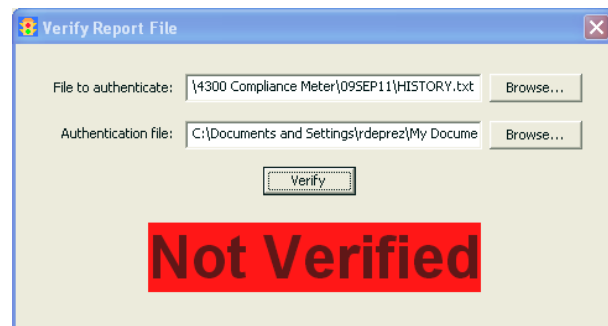 Verify Report File
File to authenticate: \4300 Compliance Meter\09SEP11\HISTORY.txt Browse...
Authentication file: C:\Documents and Settings\rdeprez\My Docume Browse...
Verify
Not Verified